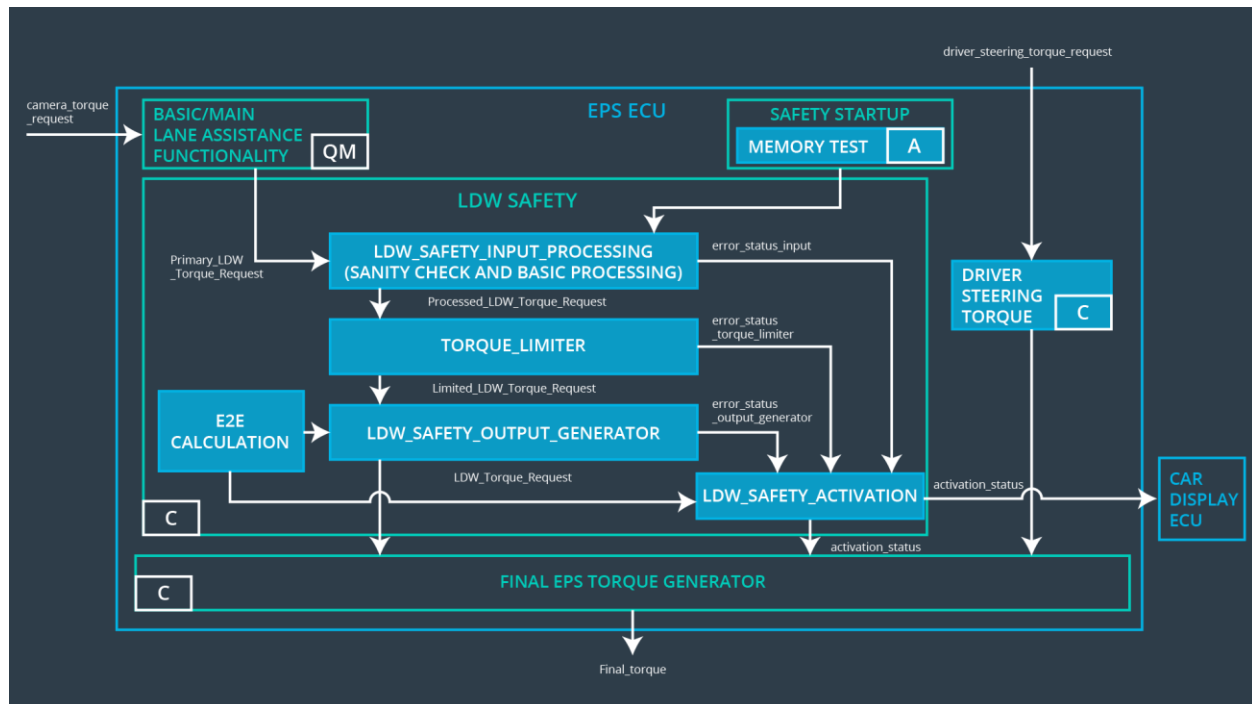 driver_steering_torque_request
camera_torque
_request
BASIC/MAIN
LANE ASSISTANCE
FUNCTIONALITY
QM
EPS ECU
SAFETY STARTUP
MEMORY TEST
A
LDW SAFETY
Primary_LDW
_Torque_Request
LDW_SAFETY_INPUT_PROCESSING
(SANITY CHECK AND BASIC PROCESSING)
error_status_input
DRIVER
STEERING
TORQUE
C
Processed_LDW_Torque_Request
TORQUE_LIMITER
error_status
_torque_limiter
Limited_LDW_Torque_Request
E2E
CALCULATION
LDW_SAFETY_OUTPUT_GENERATOR
error_status
_output_generator
LDW_Torque_Request
LDW_SAFETY_ACTIVATION
activation_status
CAR
DISPLAY
ECU
C
activation_status
FINAL EPS TORQUE GENERATOR
C
Final_torque